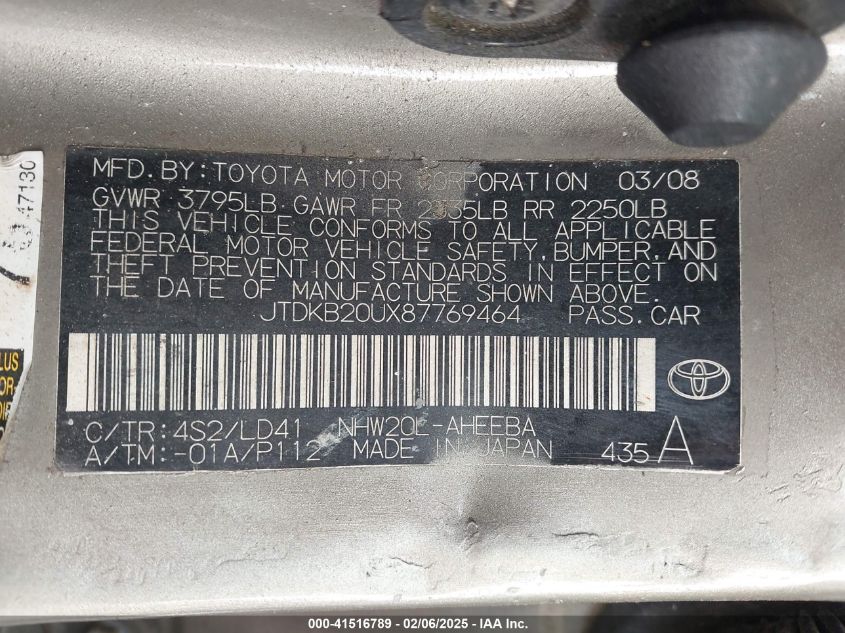 47130
MFD. BY: TOYOTA MOTOR CORPORATION 03/08
GVWR 3795LB GAWR FR 2335LB RR 2250LB
THIS VEHICLE CONFORMS TO ALL APPLICABLE
FEDERAL MOTOR VEHICLE SAFETY, BUMPER, AND
THEFT PREVENTION STANDARDS IN EFFECT ON
THE DATE OF MANUFACTURE SHOWN ABOVE.
JTDKB20UX87769464 PASS. CAR
C/TR: 4S2/LD41 NHW20L-AHEEBA
A/TM: -01A/P112 MADE IN JAPAN 435 A
000-41516789 - 02/06/2025 - IAA Inc.